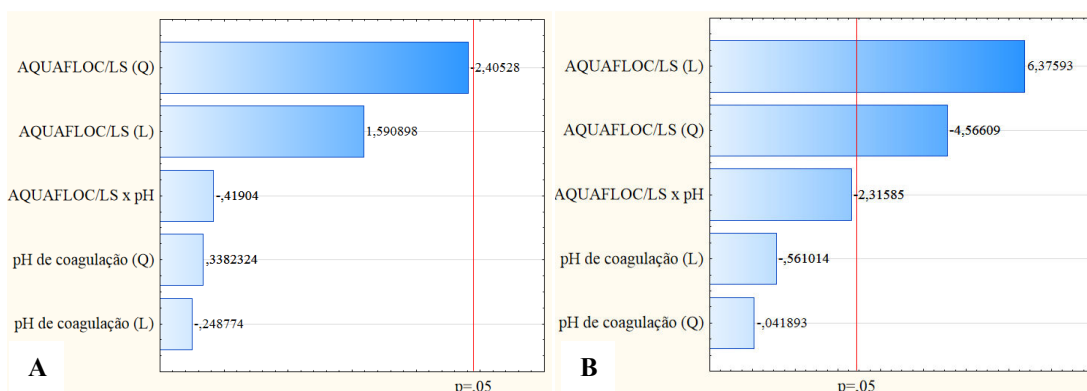 AQUAFLOC/LS (Q)
-2,40528
AQUAFLOC/LS (L)
1,590898
AQUAFLOC/LS x pH
-,41904
pH de coagulação (Q)
,3382324
pH de coagulação (L)
-,248774
A
p=,05
AQUAFLOC/LS (L)
6,37593
AQUAFLOC/LS (Q)
-4,56609
AQUAFLOC/LS x pH
-2,31585
pH de coagulação (L)
-,561014
pH de coagulação (Q)
-,041893
B
p=,05